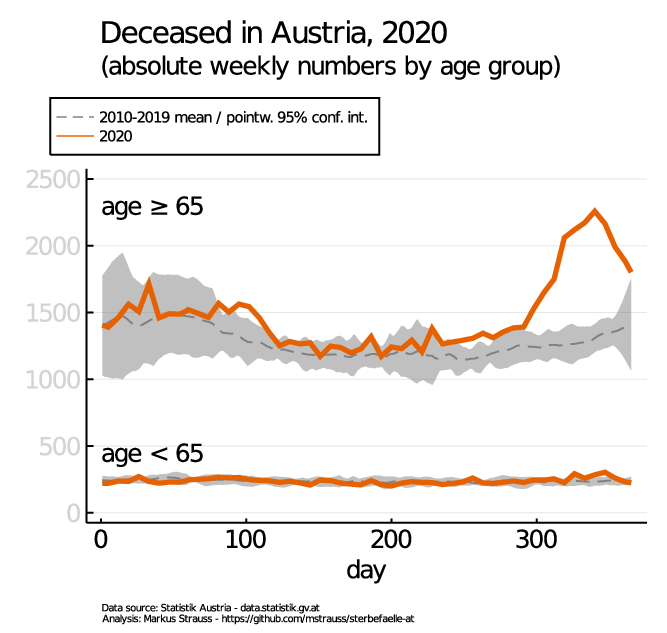 Deceased in Austria, 2020
(absolute weekly numbers by age group)
2010-2019 mean / pointw. 95% conf. int.
2020
2500
age ≥ 65
2000
1500
1000
500
age < 65
0
0 100 200 300
day
Data source: Statistik Austria - data.statistik.gv.at
Analysis: Markus Strauss - https://github.com/mstrauss/sterbefaelle-at